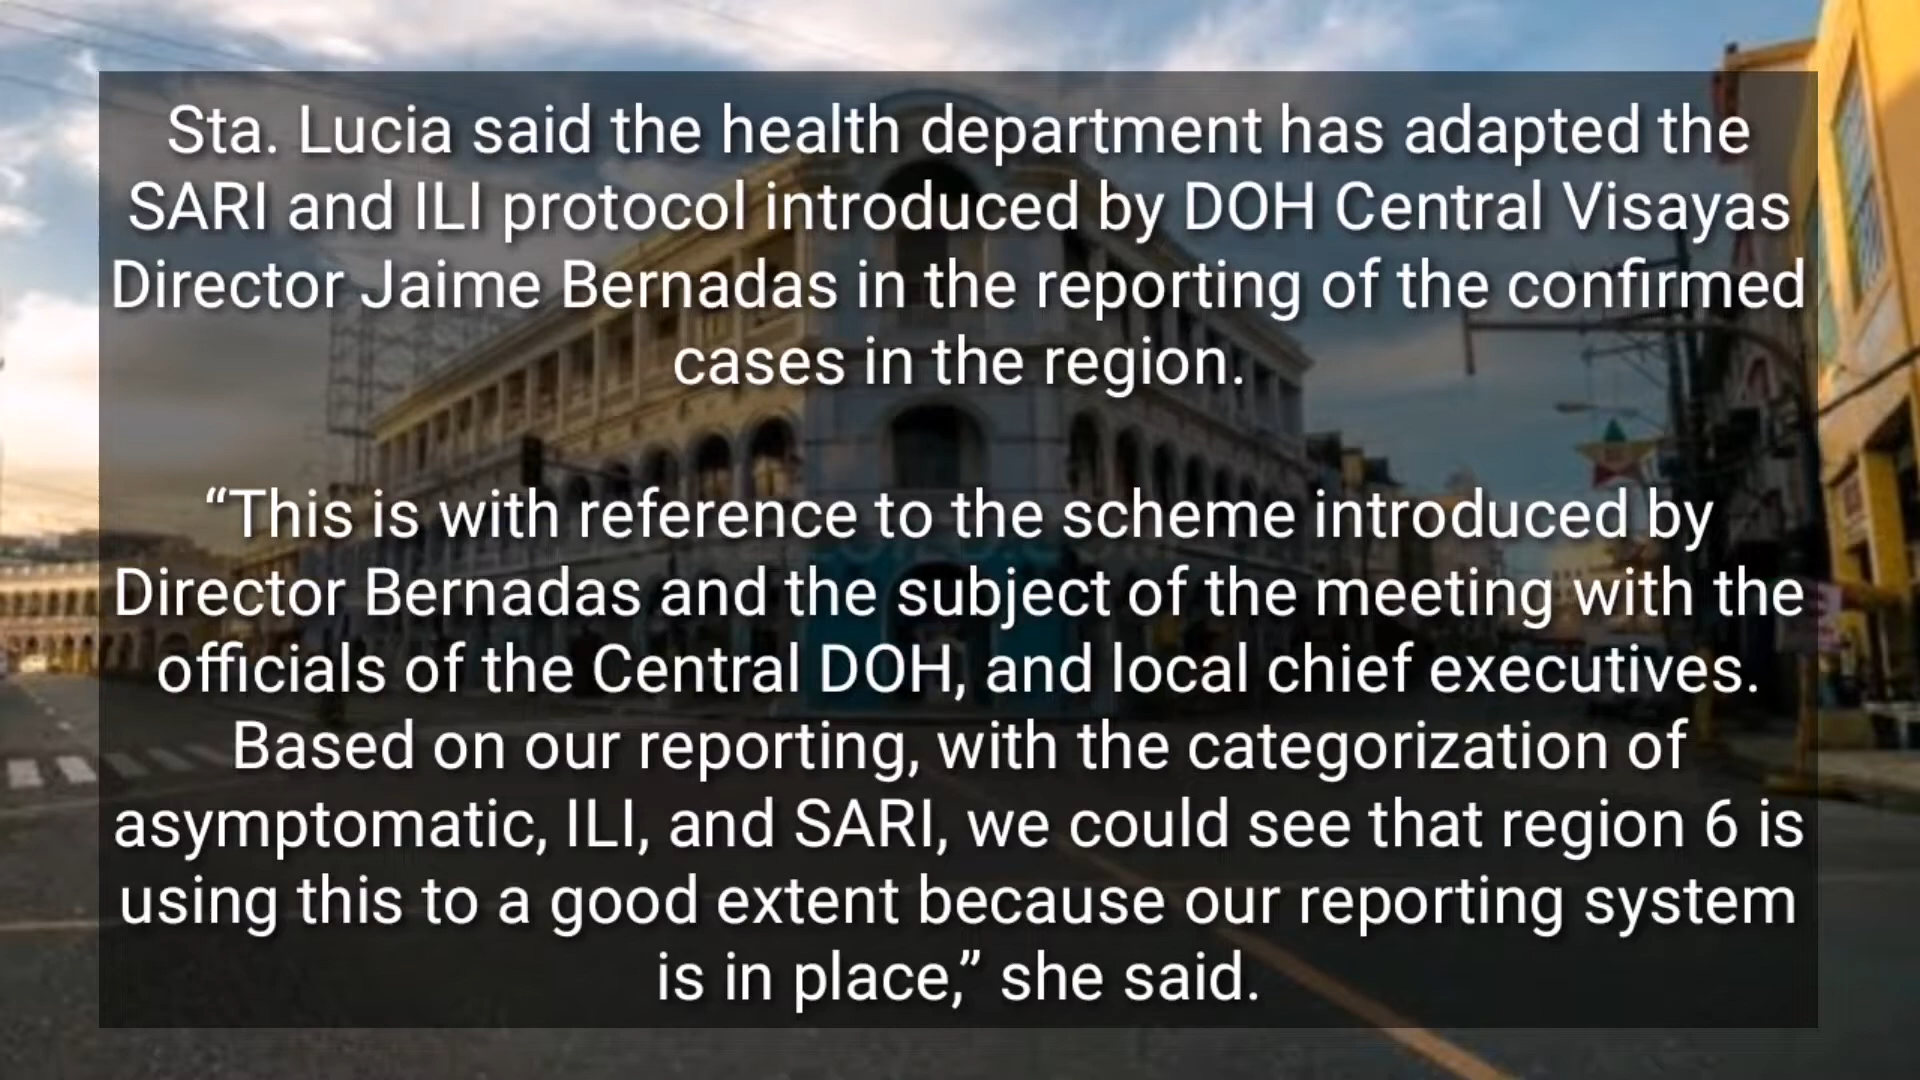 Sta. Lucia said the health department has adapted the
SARI and ILI protocol introduced by DOH Central Visayas
Director Jaime Bernadas in the reporting of the confirmed
cases in the region.
“This is with reference to the scheme introduced by
Director Bernadas and the subject of the meeting with the
officials of the Central DOH, and local chief executives.
Based on our reporting, with the categorization of
asymptomatic, ILI, and SARI, we could see that region 6 is
using this to a good extent because our reporting system
is in place,” she said.